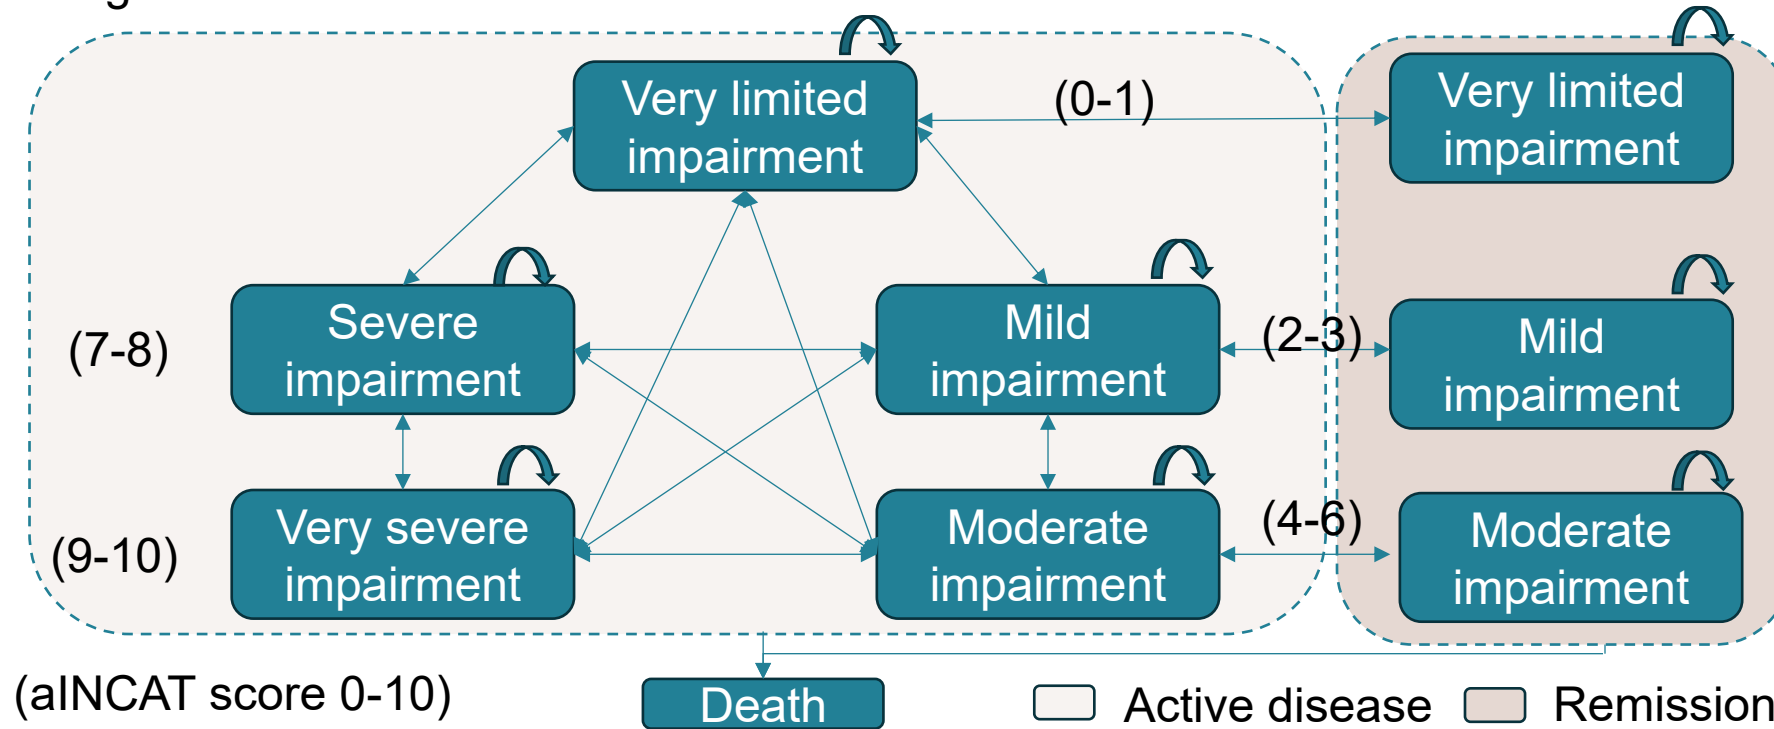 Very limited
impairment
(0-1)
Very limited
impairment
(7-8)
Severe
impairment
Mild
impairment
(2-3)
Mild
impairment
(9-10)
Very severe
impairment
Moderate
impairment
(4-6)
Moderate
impairment
(aINCAT score 0-10)
Death
Active disease
Remission